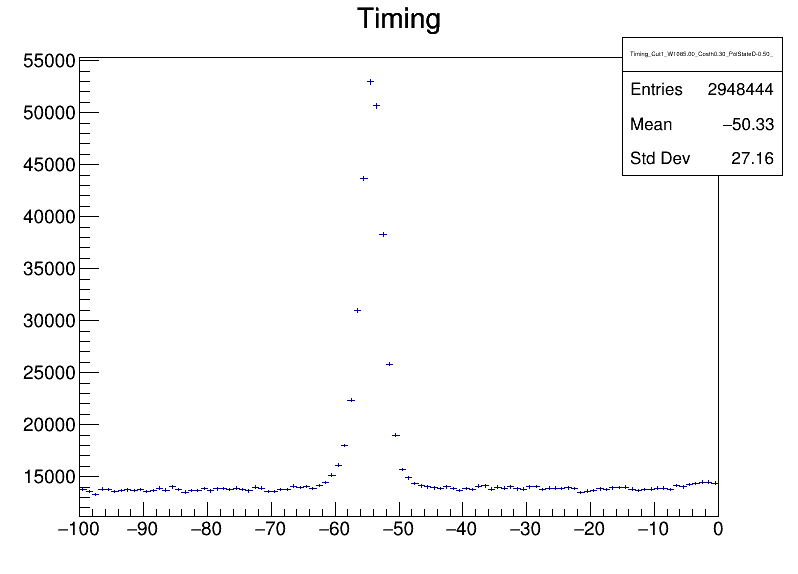 Timing
Timing_Cut1_W1085.00_Costh0.30_PolStateD-0.50_
Entries 2948444
Mean −50.33
Std Dev 27.16
55000
50000
45000
40000
35000
30000
25000
20000
15000
−100 −90 −80 −70 −60 −50 −40 −30 −20 −10 0